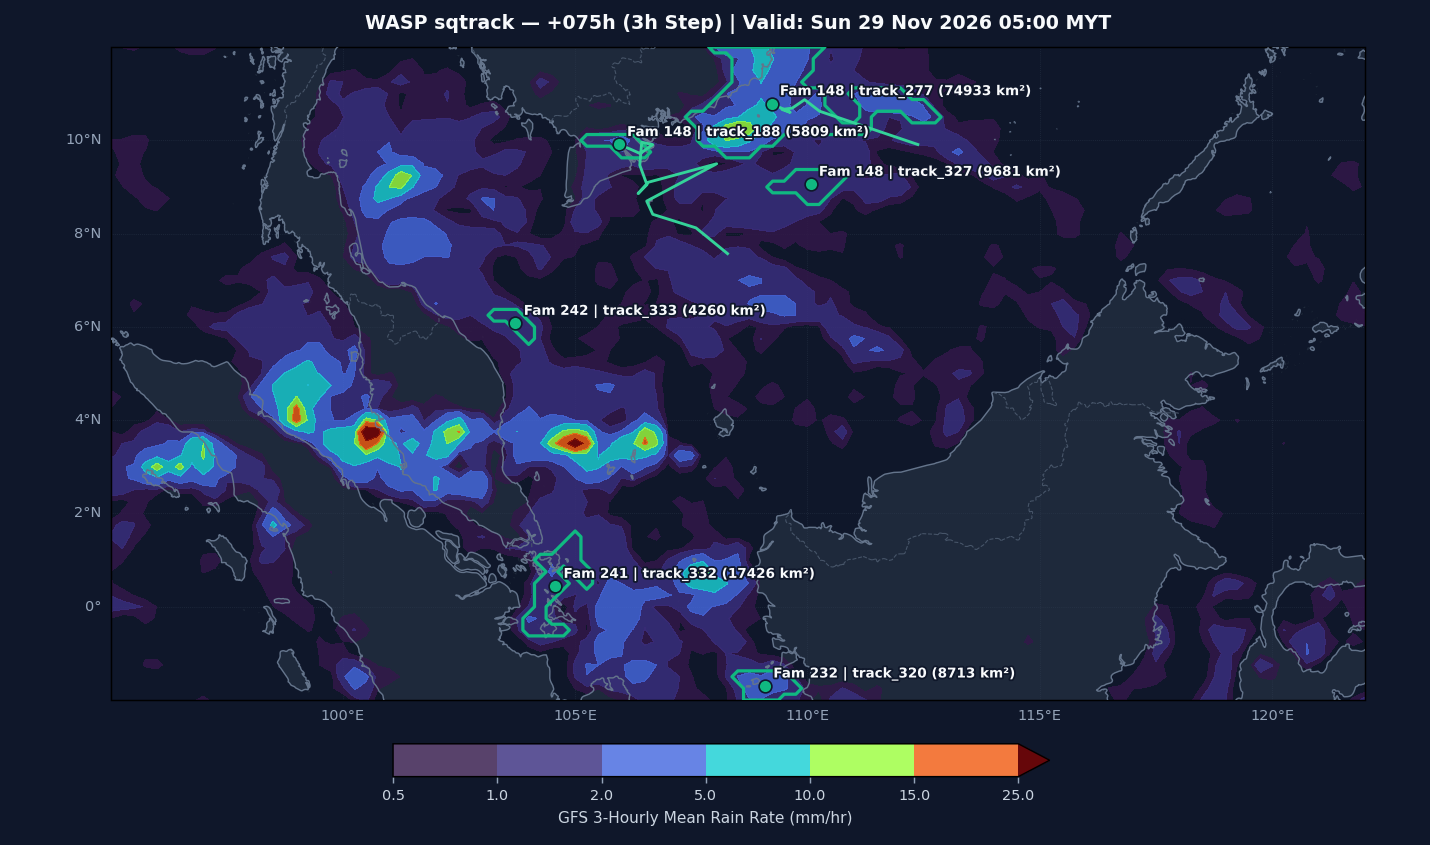 WASP sqtrack — +075h (3h Step) | Valid: Sun 29 Nov 2026 05:00 MYT
Fam 148 | track_277 (74933 km²)
Fam 148 | track_188 (5809 km²)
10°N
Fam 148 | track_327 (9681 km²)
8°N
Fam 242 | track_333 (4260 km²)
6°N
4°N
2°N
Fam 241 | track_332 (17426 km²)
0°
Fam 232 | track_320 (8713 km²)
100°E 105°E 110°E 115°E 120°E
0.5 1.0 2.0 5.0 10.0 15.0 25.0
GFS 3-Hourly Mean Rain Rate (mm/hr)